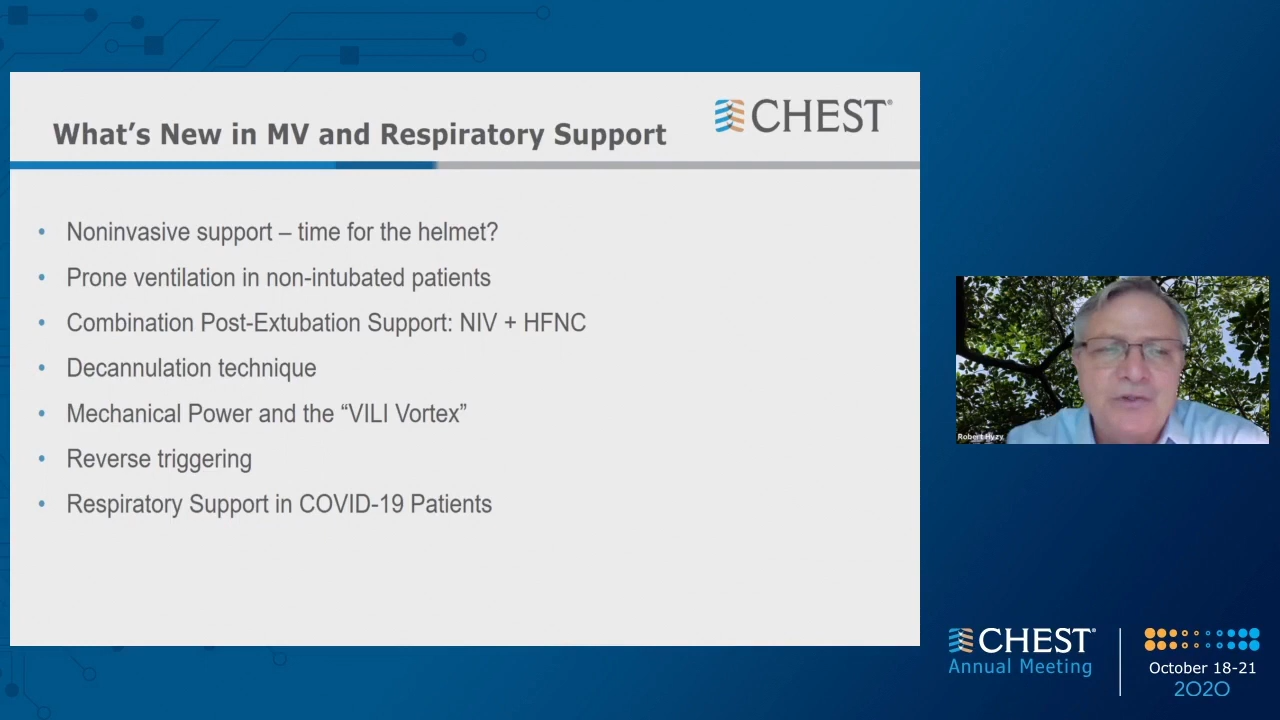 CHEST®
What's New in MV and Respiratory Support
• Noninvasive support – time for the helmet?
• Prone ventilation in non-intubated patients
• Combination Post-Extubation Support: NIV + HFNC
• Decannulation technique
• Mechanical Power and the “VILI Vortex”
• Reverse triggering
• Respiratory Support in COVID-19 Patients
Robert Hyzy
CHEST®
Annual Meeting
October 18-21
2020